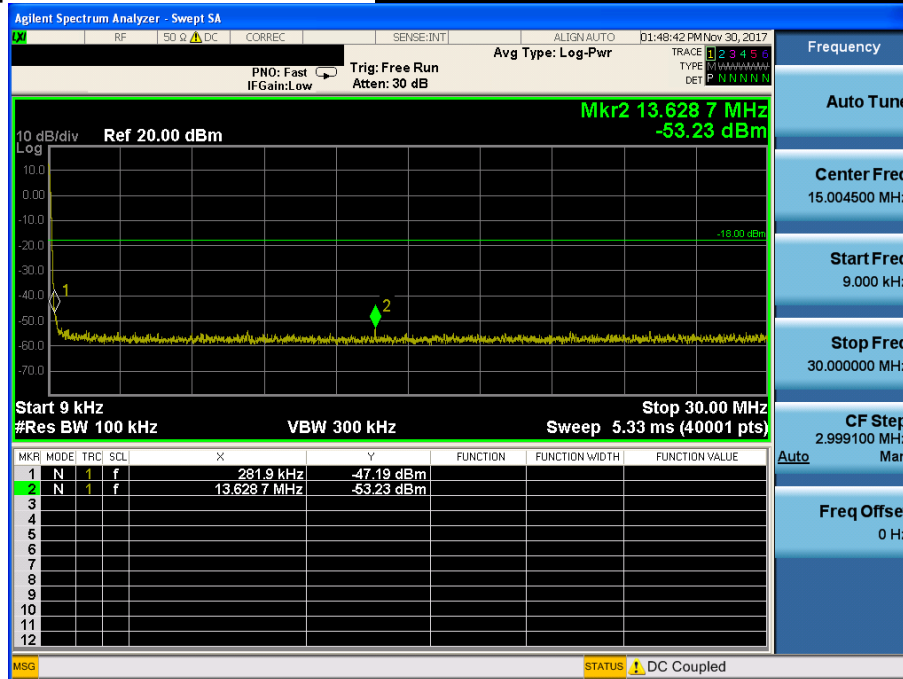 Agilent Spectrum Analyzer - Swept SA
LXI RF 50 Ω DC CORREC SENSE:INT ALIGN AUTO 01:48:42 PM Nov 30, 2017
Avg Type: Log-Pwr TRACE 1 2 3 4 5 6
PNO: Fast Trig: Free Run TYPE M W W W W W
IFGain:Low Atten: 30 dB DET P N N N N N
Mkr2 13.628 7 MHz
-53.23 dBm
10 dB/div Ref 20.00 dBm
Log
10.0
0.00
-10.0
-18.00 dBm
-20.0
-30.0
-40.0
1
2
-50.0
-60.0
-70.0
Start 9 kHz Stop 30.00 MHz
#Res BW 100 kHz VBW 300 kHz Sweep 5.33 ms (40001 pts)
MKR MODE TRC SCL X Y FUNCTION FUNCTION WIDTH FUNCTION VALUE
1 N 1 f 281.9 kHz -47.19 dBm
2 N 1 f 13.628 7 MHz -53.23 dBm
3
4
5
6
7
8
9
10
11
12
MSG STATUS DC Coupled
Frequency
Auto Tune
Center Freq
15.004500 MHz
Start Freq
9.000 kHz
Stop Freq
30.000000 MHz
CF Step
2.999100 MHz
Auto Man
Freq Offset
0 Hz